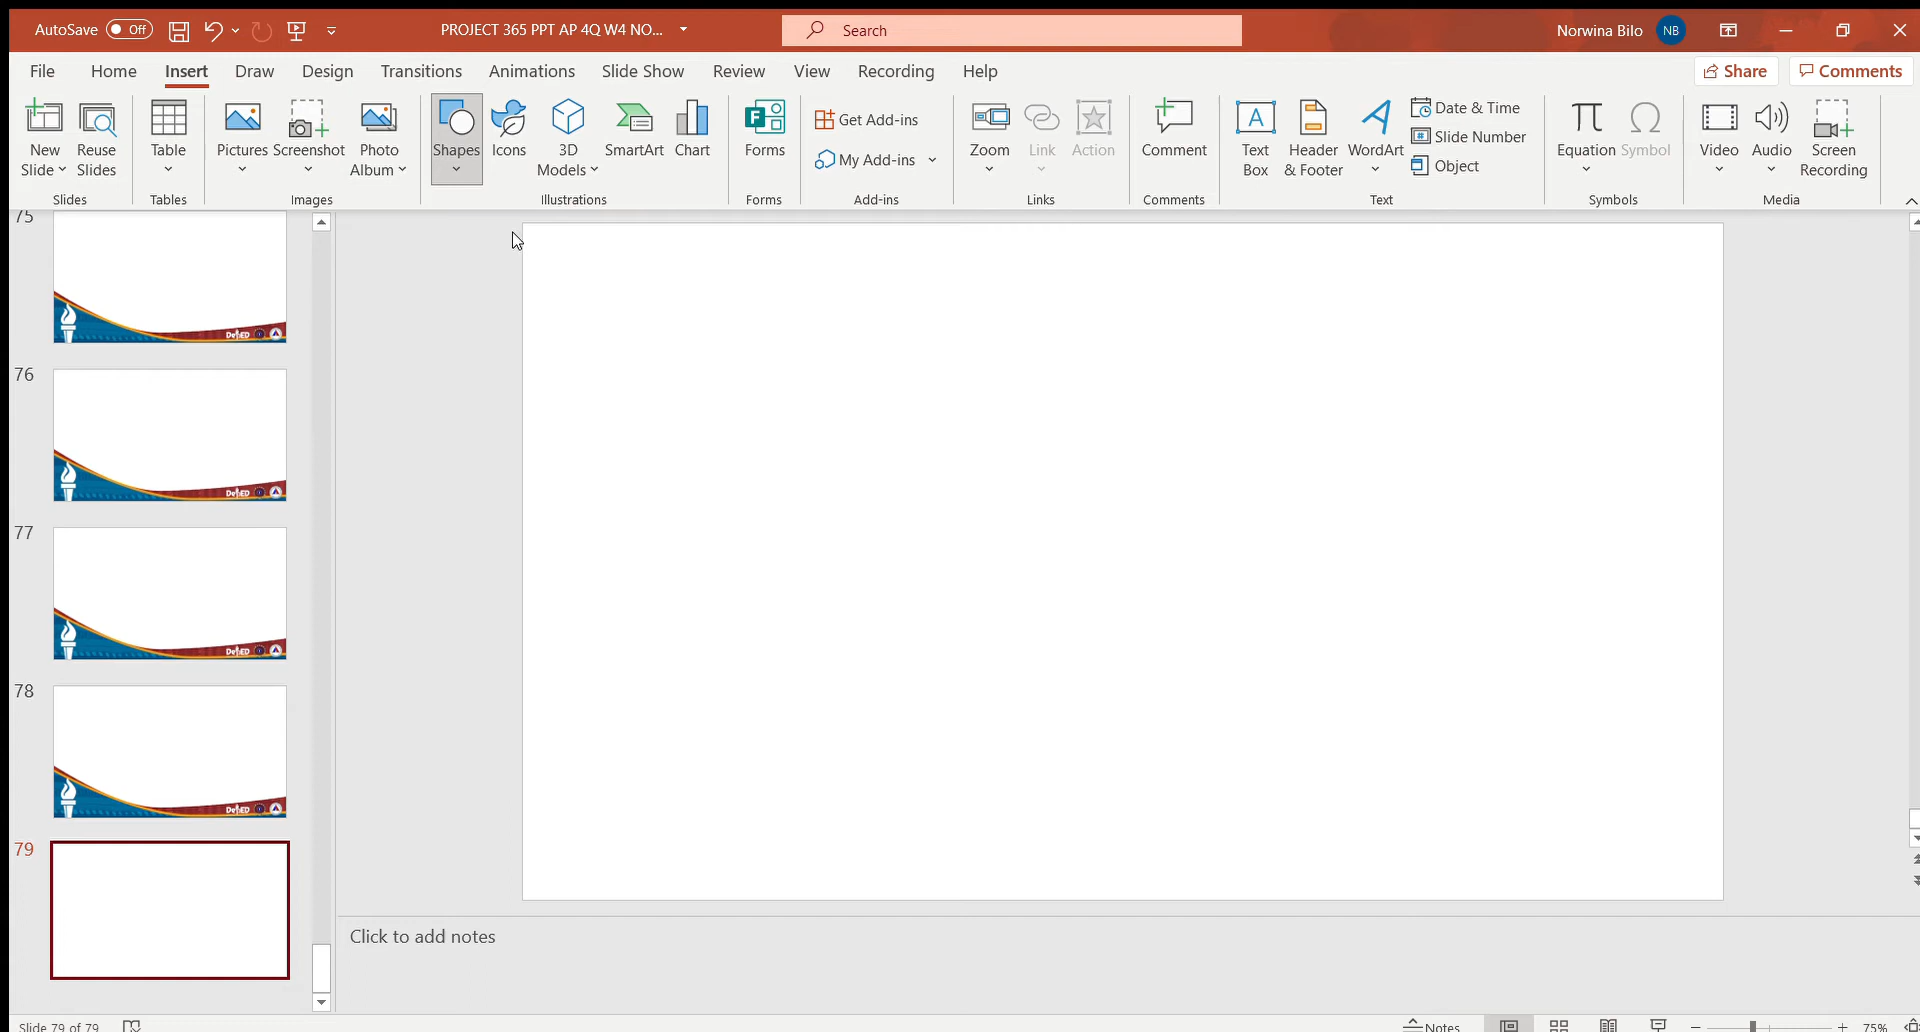 AutoSave Off PROJECT 365 PPT AP 4Q W4 NO... Search Norwina Bilo NB
File Home Insert Draw Design Transitions Animations Slide Show Review View Recording Help Share Comments
New Slide
Reuse Slides
Table
Pictures
Screenshot
Photo Album
Shapes
Icons
3D Models
SmartArt
Chart
Forms
Get Add-ins
My Add-ins
Zoom
Link
Action
Comment
Text Box
Header & Footer
WordArt
Date & Time
Slide Number
Object
Equation
Symbol
Video
Audio
Screen Recording
Slides Tables Images Illustrations Forms Add-ins Links Comments Text Symbols Media
75
DepED
76
DepED
77
DepED
78
DepED
79
Click to add notes
Slide 79 of 79 Notes 75%